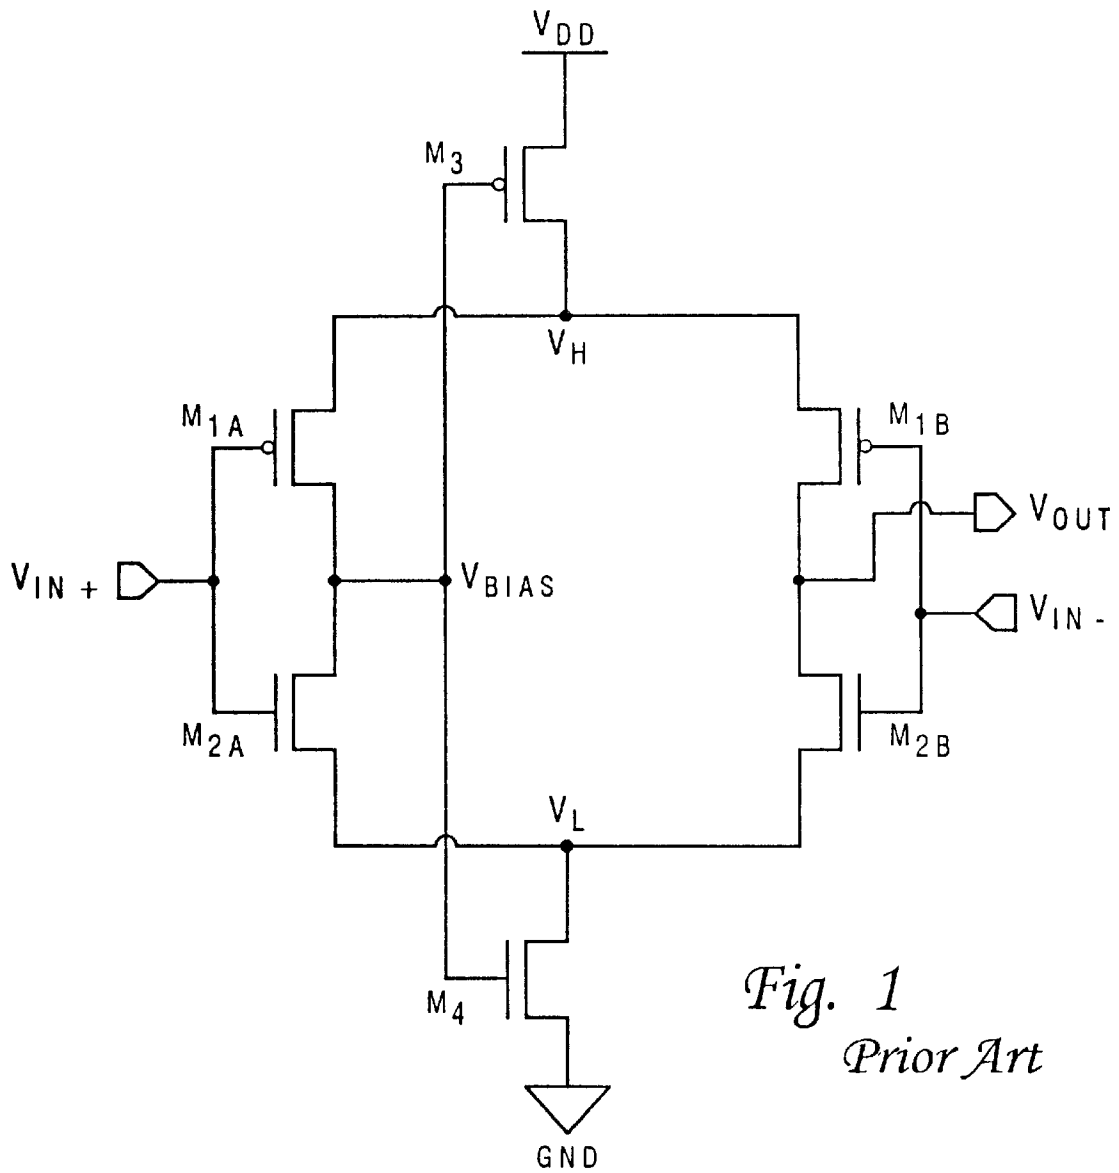 VDD
M3
VH
M1A
M1B
VOUT
VIN +
VBIAS
VIN -
M2A
M2B
VL
M4
Fig. 1
Prior Art
GND